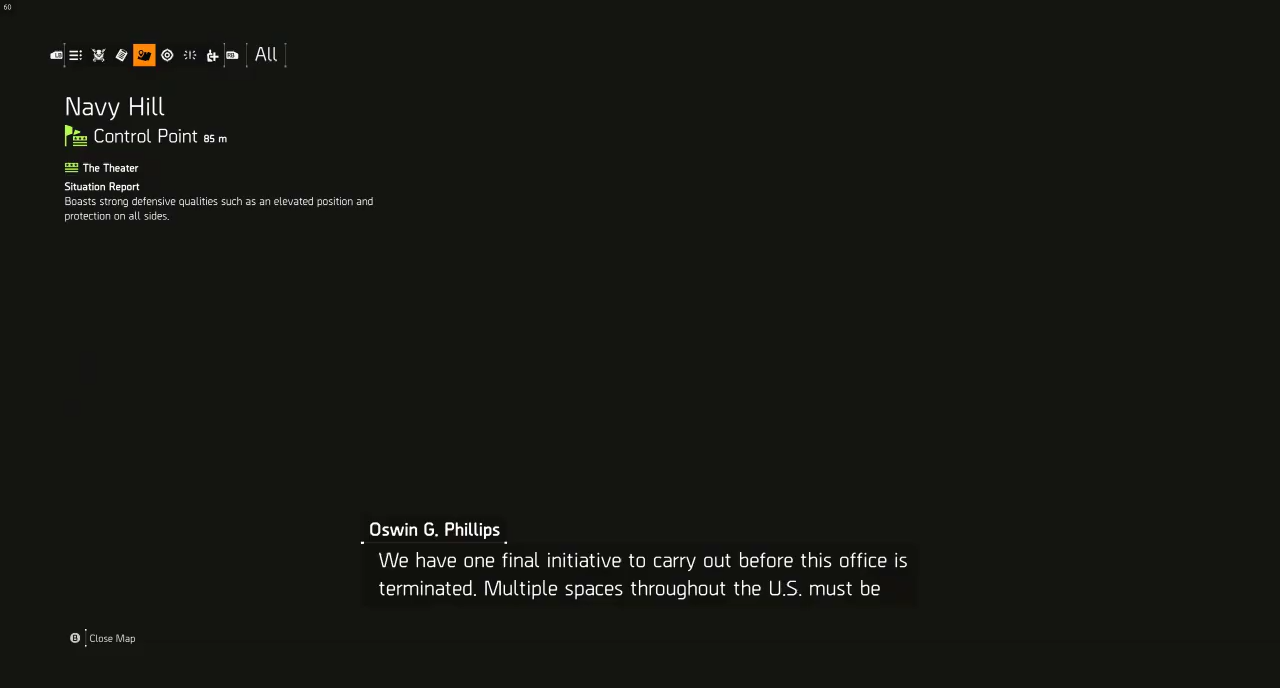 60
LB
RB
All
Navy Hill
Control Point 85 m
The Theater
Situation Report
Boasts strong defensive qualities such as an elevated position and
protection on all sides.
Oswin G. Phillips
We have one final initiative to carry out before this office is
terminated. Multiple spaces throughout the U.S. must be
B Close Map